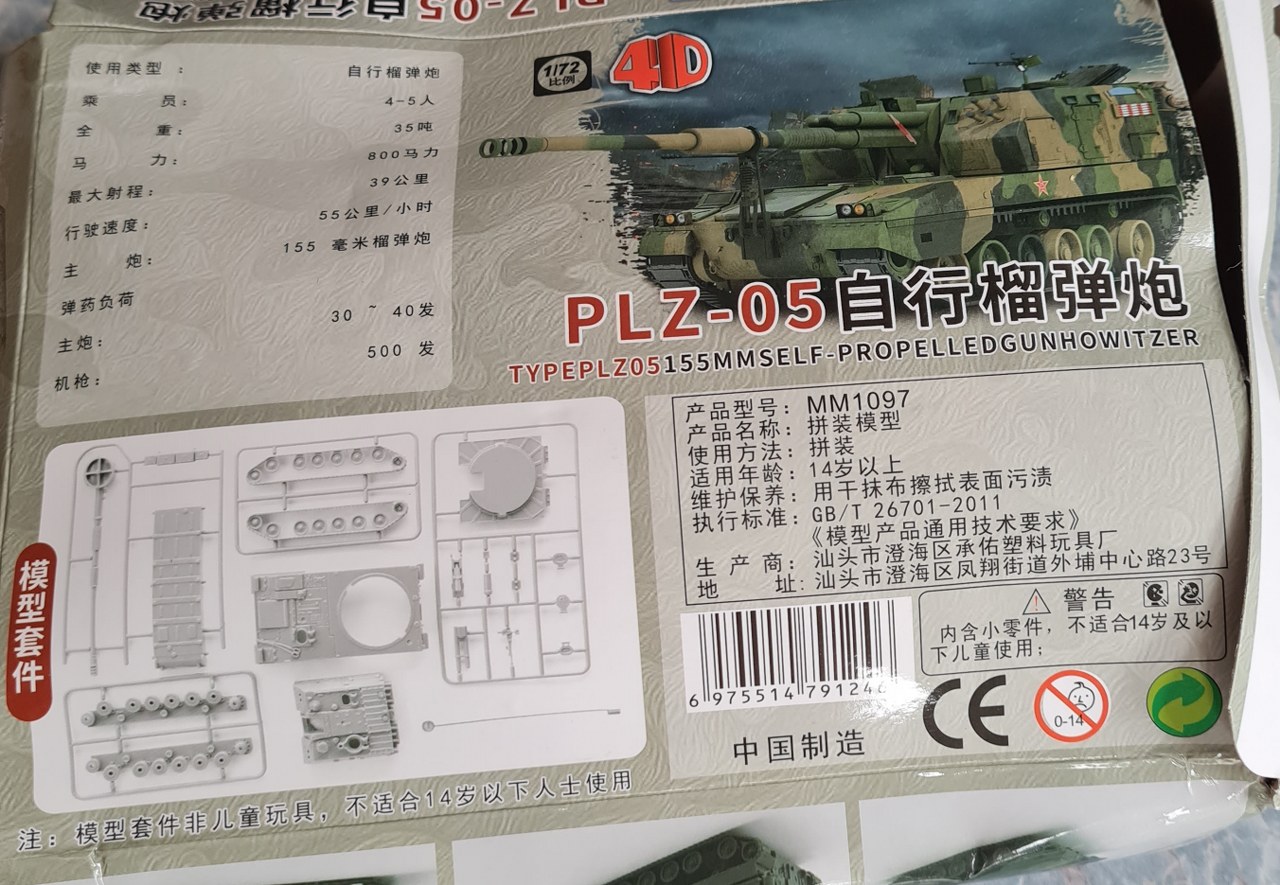 PLZ-05自行榴弹炮
使用类型： 自行榴弹炮
乘员： 4-5人
全重： 35吨
马力： 800马力
最大射程： 39公里
行驶速度： 55公里/小时
主炮： 155 毫米榴弹炮
弹药负荷
主炮： 30 ~ 40发
机枪： 500 发
1/72
比例
4D
PLZ-05自行榴弹炮
TYPEPLZ05155MMSELF-PROPELLEDGUNHOWITZER
产品型号：MM1097
产品名称：拼装模型
使用方法：拼装
适用年龄：14岁以上
维护保养：用干抹布擦拭表面污渍
执行标准：GB/T 26701-2011
《模型产品通用技术要求》
生产商：汕头市澄海区承佑塑料玩具厂
地址：汕头市澄海区凤翔街道外埔中心路23号
警告
内含小零件，不适合14岁及以
下儿童使用；
6 975514 79124
CE
0-14
中国制造
模型套件
注：模型套件非儿童玩具，不适合14岁以下人士使用